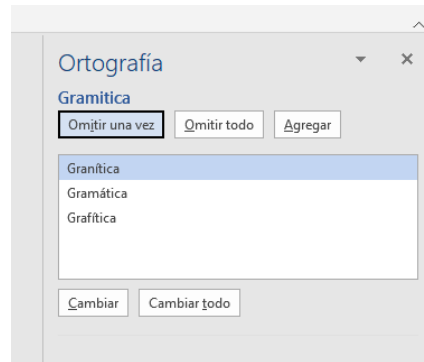 Ortografía
Gramitica
Omitir una vez Omitir todo Agregar
Granítica
Gramática
Grafítica
Cambiar Cambiar todo